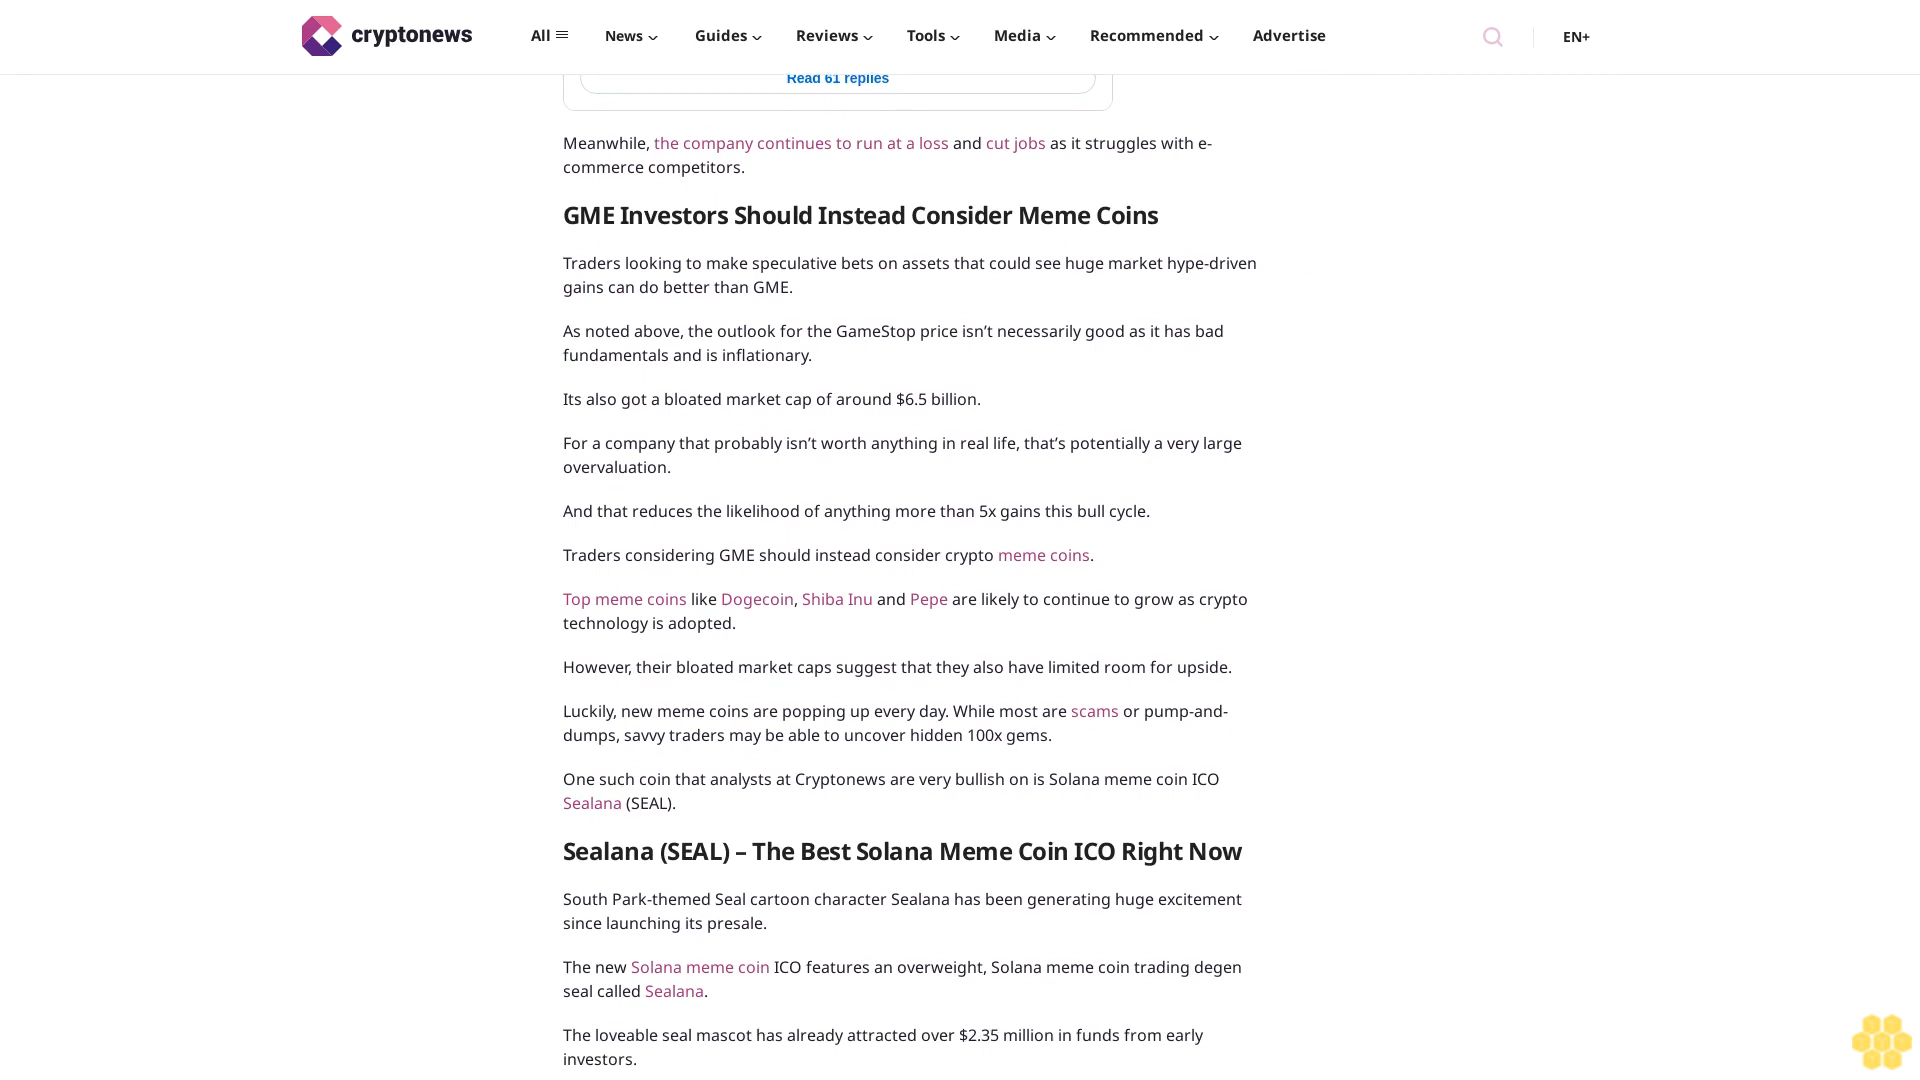 cryptonews All News Guides Reviews Tools Media Recommended Advertise EN+
Read 61 replies
Meanwhile, the company continues to run at a loss and cut jobs as it struggles with e-
commerce competitors.
GME Investors Should Instead Consider Meme Coins
Traders looking to make speculative bets on assets that could see huge market hype-driven
gains can do better than GME.
As noted above, the outlook for the GameStop price isn’t necessarily good as it has bad
fundamentals and is inflationary.
Its also got a bloated market cap of around $6.5 billion.
For a company that probably isn’t worth anything in real life, that’s potentially a very large
overvaluation.
And that reduces the likelihood of anything more than 5x gains this bull cycle.
Traders considering GME should instead consider crypto meme coins.
Top meme coins like Dogecoin, Shiba Inu and Pepe are likely to continue to grow as crypto
technology is adopted.
However, their bloated market caps suggest that they also have limited room for upside.
Luckily, new meme coins are popping up every day. While most are scams or pump-and-
dumps, savvy traders may be able to uncover hidden 100x gems.
One such coin that analysts at Cryptonews are very bullish on is Solana meme coin ICO
Sealana (SEAL).
Sealana (SEAL) – The Best Solana Meme Coin ICO Right Now
South Park-themed Seal cartoon character Sealana has been generating huge excitement
since launching its presale.
The new Solana meme coin ICO features an overweight, Solana meme coin trading degen
seal called Sealana.
The loveable seal mascot has already attracted over $2.35 million in funds from early
investors.